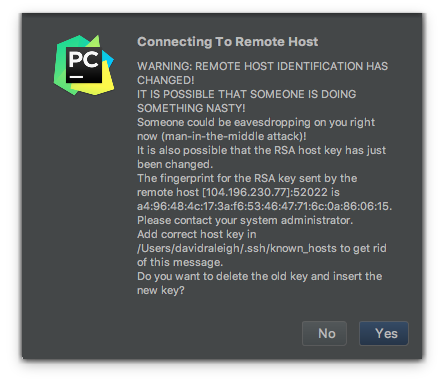 PC
Connecting To Remote Host
WARNING: REMOTE HOST IDENTIFICATION HAS
CHANGED!
IT IS POSSIBLE THAT SOMEONE IS DOING
SOMETHING NASTY!
Someone could be eavesdropping on you right
now (man-in-the-middle attack)!
It is also possible that the RSA host key has just
been changed.
The fingerprint for the RSA key sent by the
remote host [104.196.230.77]:52022 is
a4:96:48:4c:17:3a:f6:53:46:47:71:6c:0a:86:06:15.
Please contact your system administrator.
Add correct host key in
/Users/davidraleigh/.ssh/known_hosts to get rid
of this message.
Do you want to delete the old key and insert the
new key?
No
Yes